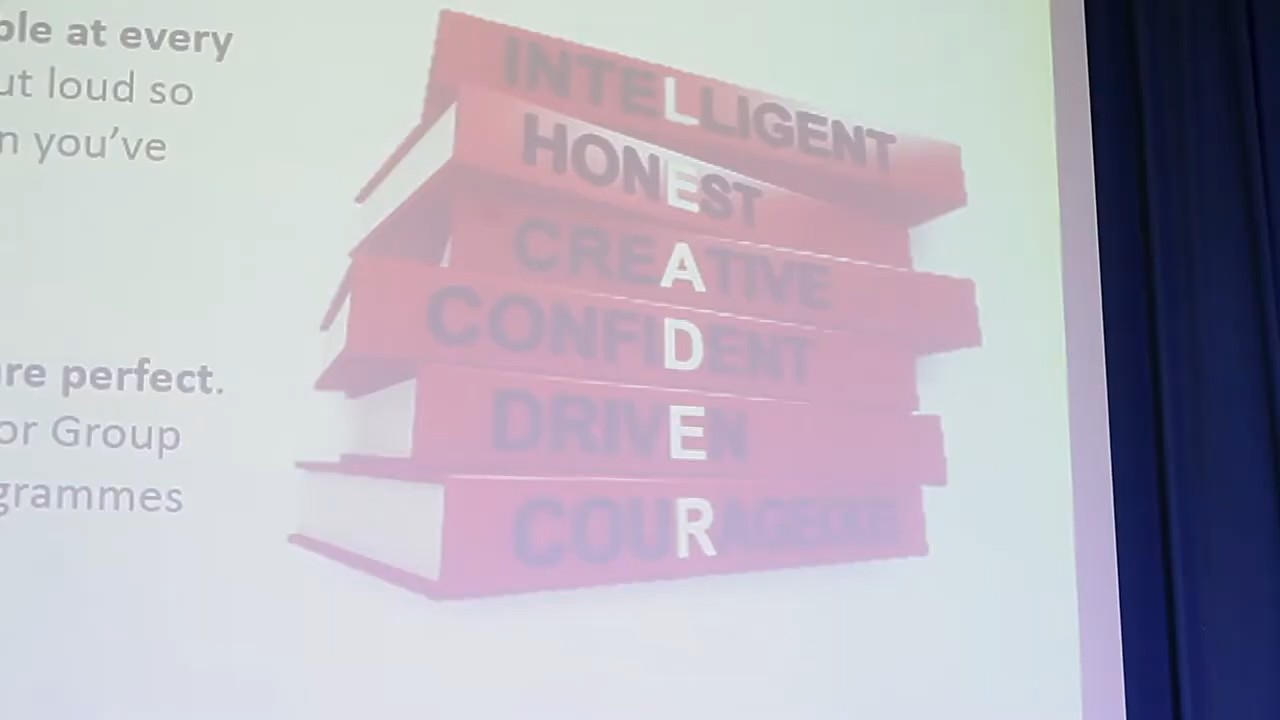 ple at every
ut loud so
n you've
re perfect.
or Group
grammes
INTELLIGENT
HONEST
CREATIVE
CONFIDENT
DRIVEN
COURAGEOUS